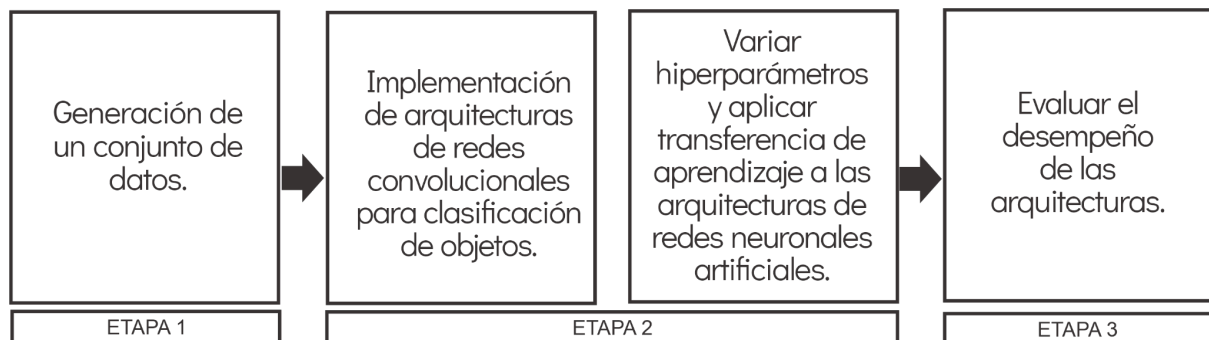 Generación de
un conjunto de
datos.
Implementación
de arquitecturas
de redes
convolucionales
para clasificación
de objetos.
Variar
hiperparámetros
y aplicar
transferencia de
aprendizaje a las
arquitecturas de
redes neuronales
artificiales.
Evaluar el
desempeño
de las
arquitecturas.
ETAPA 1
ETAPA 2
ETAPA 3